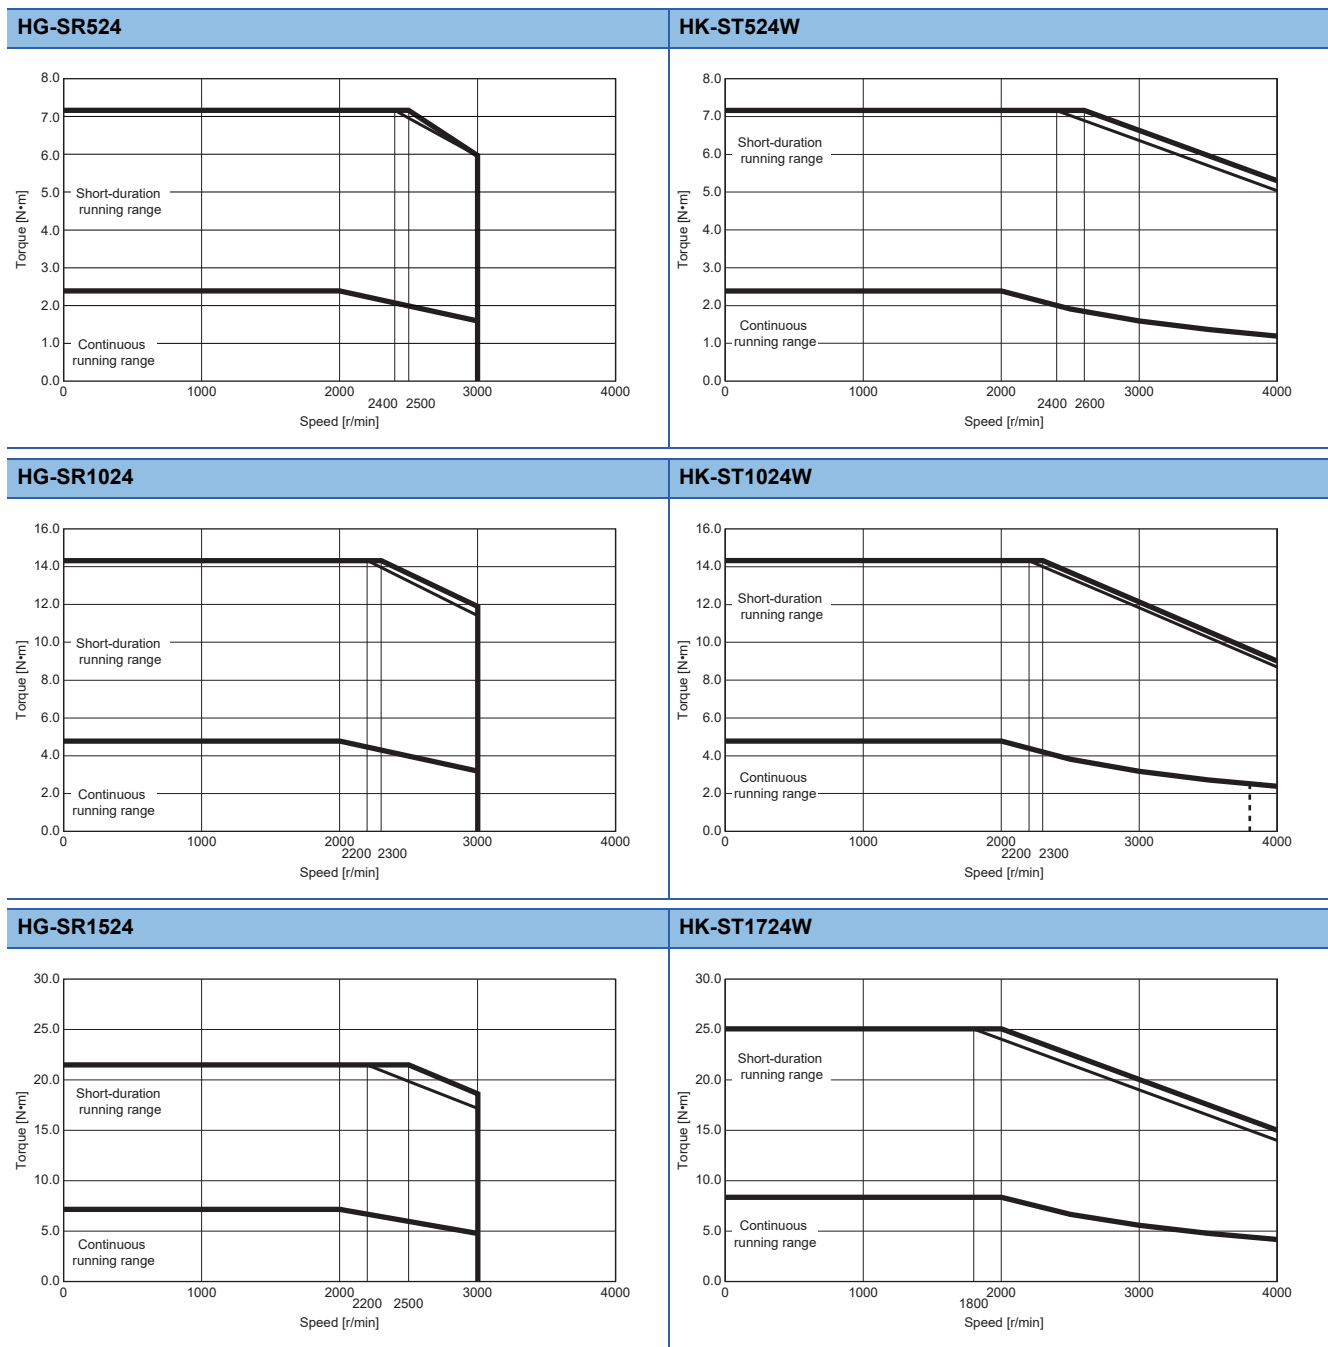 HG-SR524
HK-ST524W
8.0
7.0
6.0
5.0
4.0
3.0
2.0
1.0
0.0
Torque [N•m]
Short-duration
running range
Continuous
running range
0
1000
2000
3000
4000
2400
2500
Speed [r/min]
8.0
7.0
6.0
5.0
4.0
3.0
2.0
1.0
0.0
Torque [N•m]
Short-duration
running range
Continuous
running range
0
1000
2000
3000
4000
2400
2600
Speed [r/min]
HG-SR1024
HK-ST1024W
16.0
14.0
12.0
10.0
8.0
6.0
4.0
2.0
0.0
Torque [N•m]
Short-duration
running range
Continuous
running range
0
1000
2000
3000
4000
2200
2300
Speed [r/min]
16.0
14.0
12.0
10.0
8.0
6.0
4.0
2.0
0.0
Torque [N•m]
Short-duration
running range
Continuous
running range
0
1000
2000
3000
4000
2200
2300
Speed [r/min]
HG-SR1524
HK-ST1724W
30.0
25.0
20.0
15.0
10.0
5.0
0.0
Torque [N•m]
Short-duration
running range
Continuous
running range
0
1000
2000
3000
4000
2200
2500
Speed [r/min]
30.0
25.0
20.0
15.0
10.0
5.0
0.0
Torque [N•m]
Short-duration
running range
Continuous
running range
0
1000
2000
3000
4000
1800
Speed [r/min]